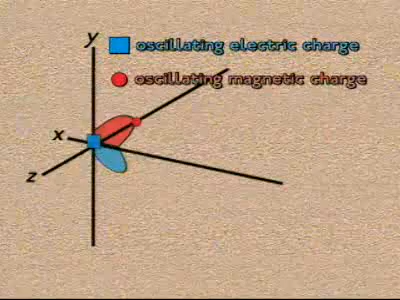 y
oscillating electric charge
oscillating magnetic charge
x
z